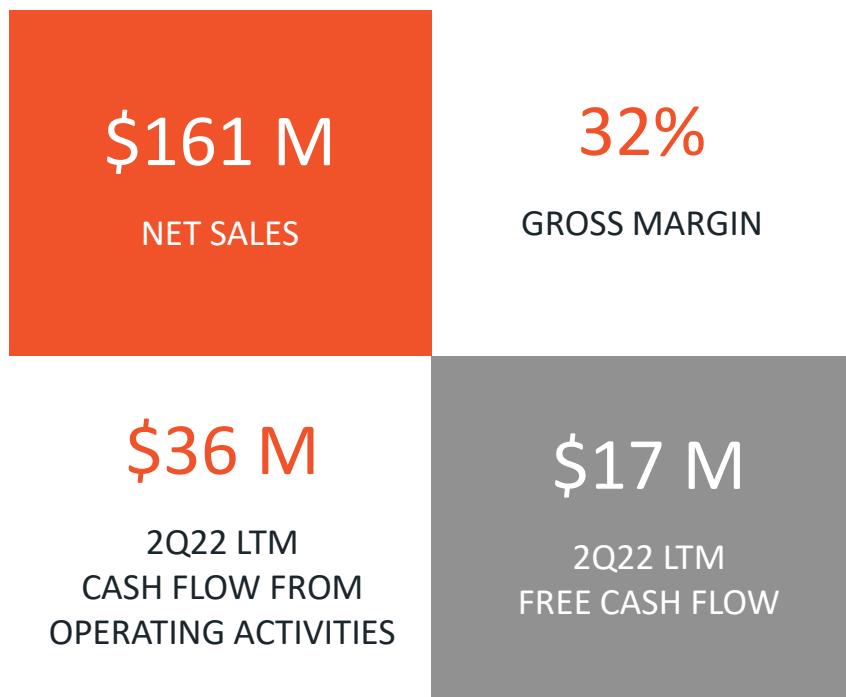 $161 M
NET SALES
32%
GROSS MARGIN
$36 M
2Q22 LTM
CASH FLOW FROM
OPERATING ACTIVITIES
$17 M
2Q22 LTM
FREE CASH FLOW